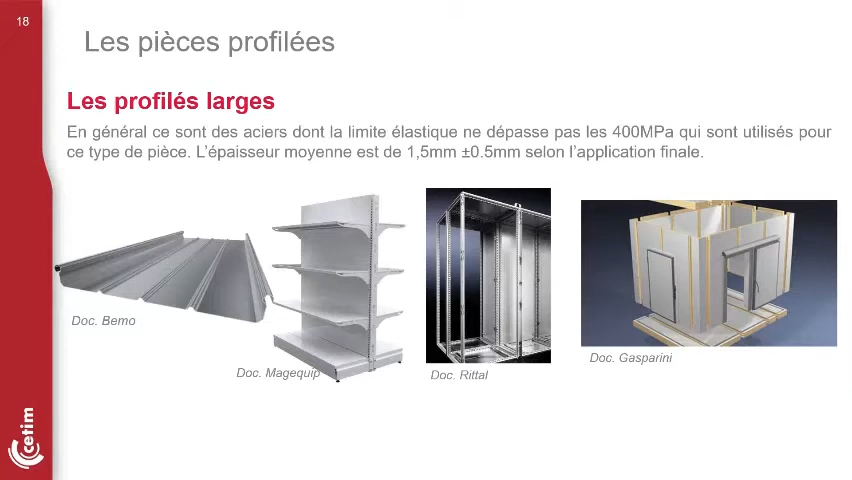 18
Les pièces profilées
Les profilés larges
En général ce sont des aciers dont la limite élastique ne dépasse pas les 400MPa qui sont utilisés pour
ce type de pièce. L’épaisseur moyenne est de 1,5mm ±0.5mm selon l’application finale.
Doc. Bemo
Doc. Magequip
Doc. Rittal
Doc. Gasparini
cetim